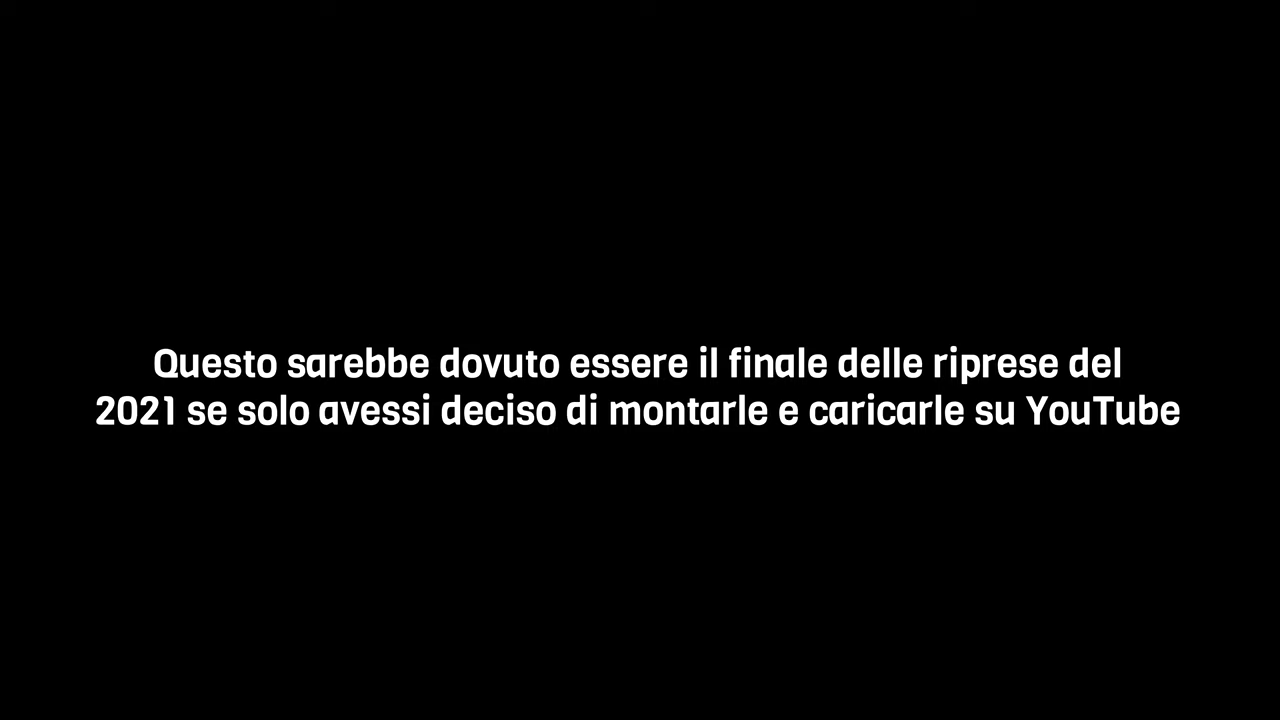 Questo sarebbe dovuto essere il finale delle riprese del
2021 se solo avessi deciso di montarle e caricarle su YouTube